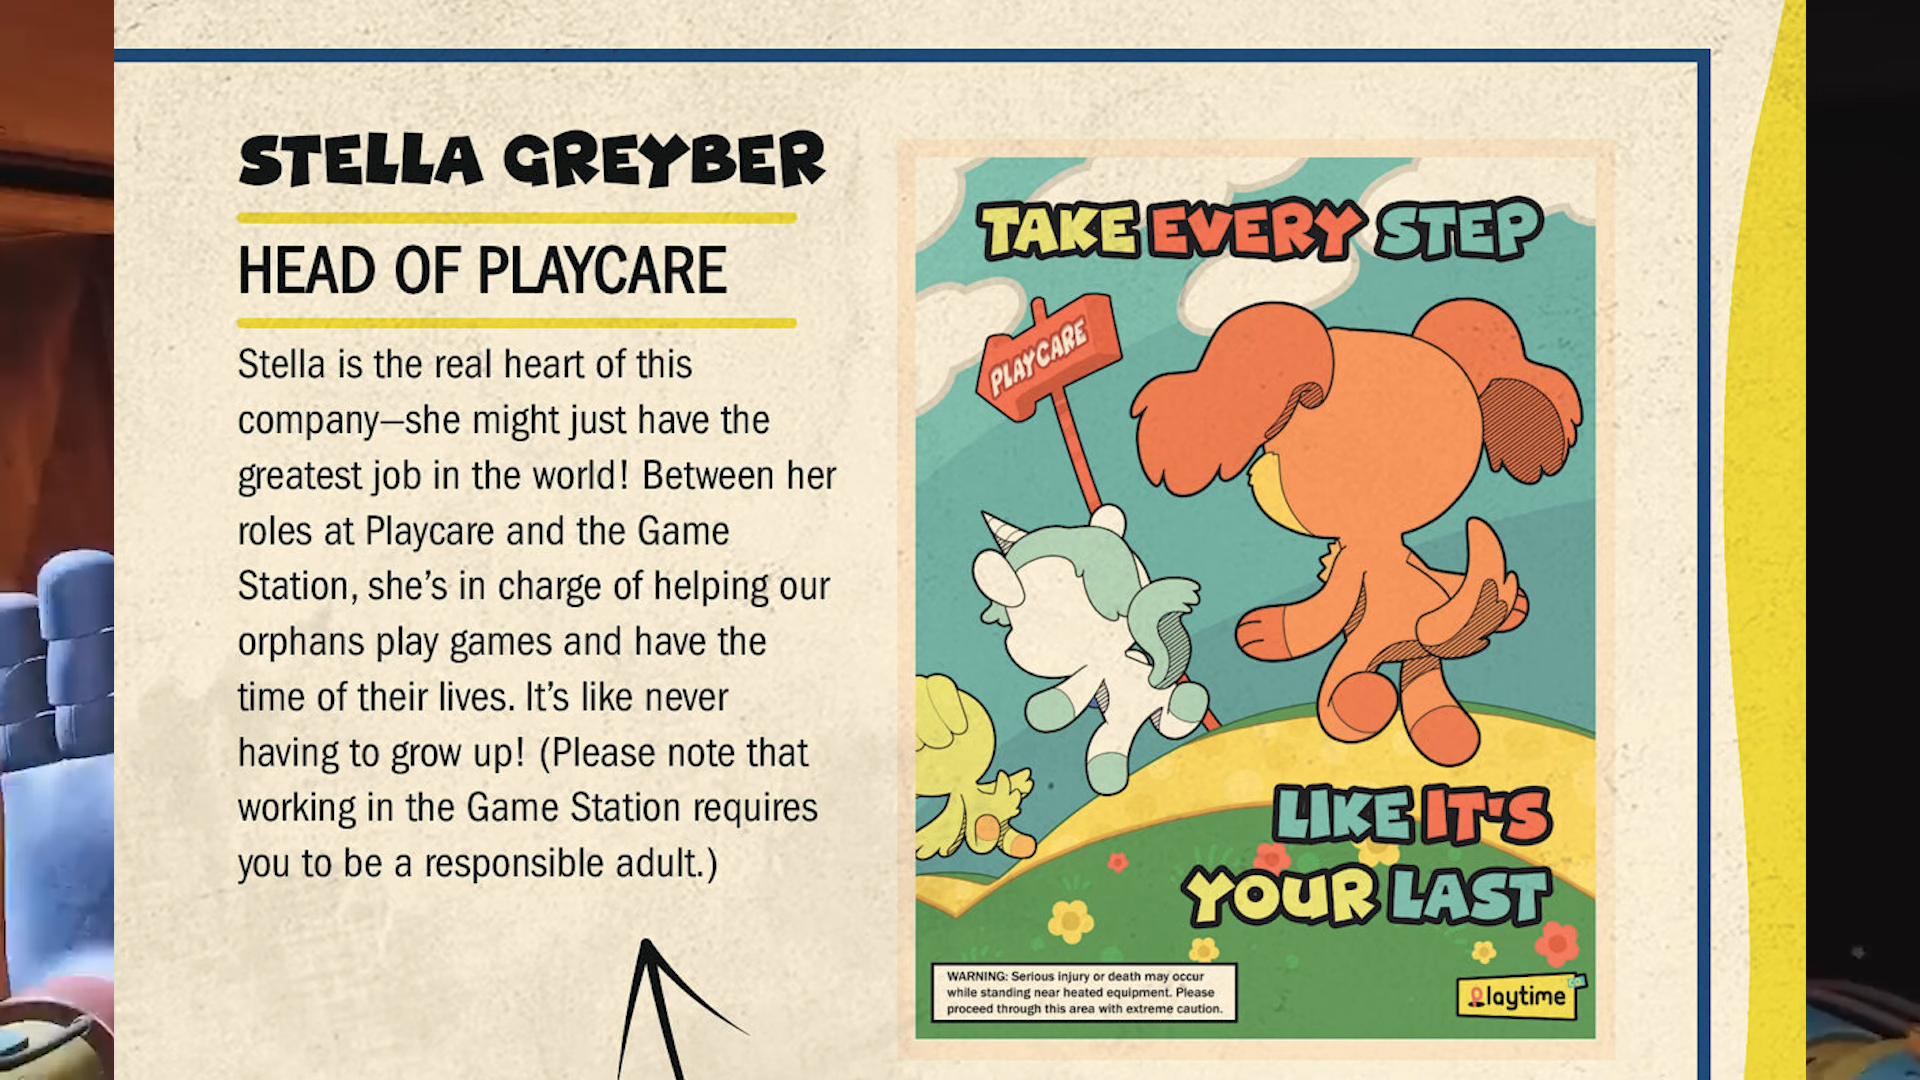 STELLA GREYBER
HEAD OF PLAYCARE
Stella is the real heart of this
company—she might just have the
greatest job in the world! Between her
roles at Playcare and the Game
Station, she’s in charge of helping our
orphans play games and have the
time of their lives. It’s like never
having to grow up! (Please note that
working in the Game Station requires
you to be a responsible adult.)
TAKE EVERY STEP
PLAYCARE
LIKE IT'S
YOUR LAST
WARNING: Serious injury or death may occur
while standing near heated equipment. Please
proceed through this area with extreme caution.
Playtime